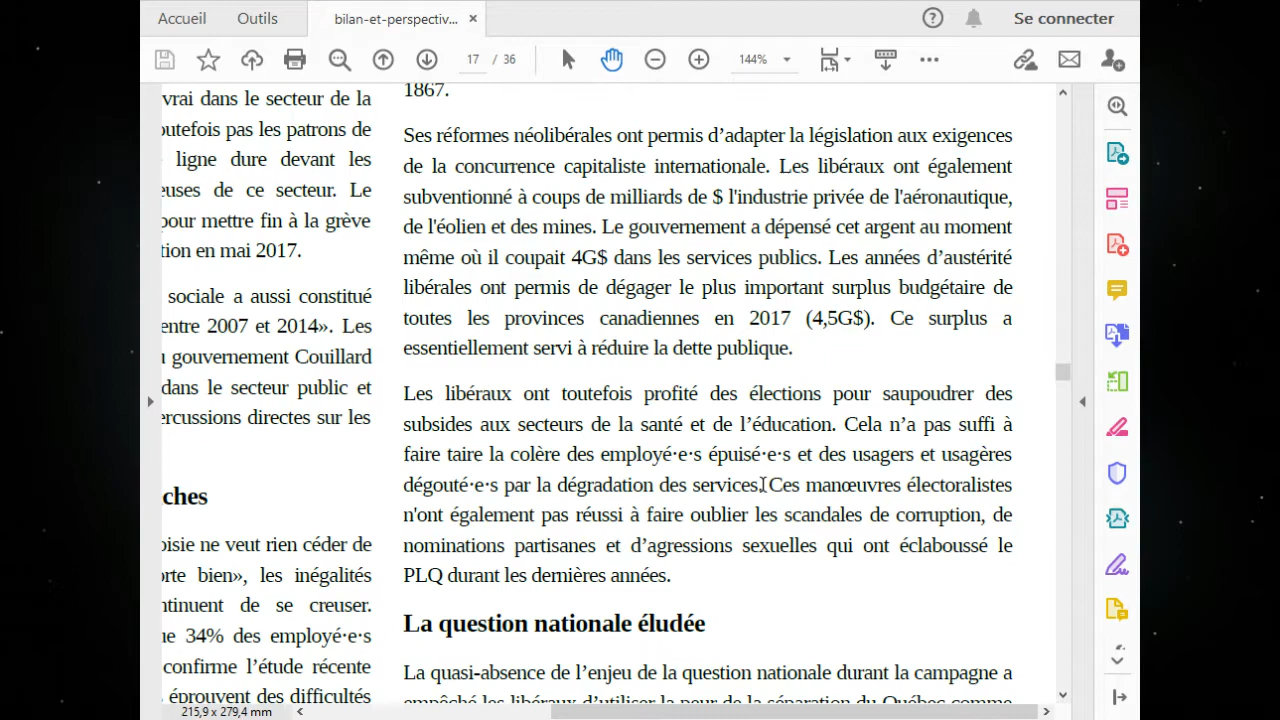 Accueil
Outils
bilan-et-perspectiv...
Se connecter
17 / 36
144%
vrai dans le secteur de la
outefois pas les patrons de
ligne dure devant les
euses de ce secteur. Le
pour mettre fin à la grève
tion en mai 2017.
sociale a aussi constitué
entre 2007 et 2014». Les
u gouvernement Couillard
dans le secteur public et
ercussions directes sur les
ches
oisie ne veut rien céder de
orte bien», les inégalités
ntinuent de se creuser.
ue 34% des employé·e·s
confirme l’étude récente
éprouvent des difficultés
1867.
Ses réformes néolibérales ont permis d’adapter la législation aux exigences
de la concurrence capitaliste internationale. Les libéraux ont également
subventionné à coups de milliards de $ l'industrie privée de l'aéronautique,
de l'éolien et des mines. Le gouvernement a dépensé cet argent au moment
même où il coupait 4G$ dans les services publics. Les années d’austérité
libérales ont permis de dégager le plus important surplus budgétaire de
toutes les provinces canadiennes en 2017 (4,5G$). Ce surplus a
essentiellement servi à réduire la dette publique.
Les libéraux ont toutefois profité des élections pour saupoudrer des
subsides aux secteurs de la santé et de l’éducation. Cela n’a pas suffi à
faire taire la colère des employé·e·s épuisé·e·s et des usagers et usagères
dégouté·e·s par la dégradation des services. Ces manœuvres électoralistes
n'ont également pas réussi à faire oublier les scandales de corruption, de
nominations partisanes et d’agressions sexuelles qui ont éclaboussé le
PLQ durant les dernières années.
La question nationale éludée
La quasi-absence de l’enjeu de la question nationale durant la campagne a
empêché les libéraux d’utiliser la peur de la séparation du Québec comme
215,9 x 279,4 mm